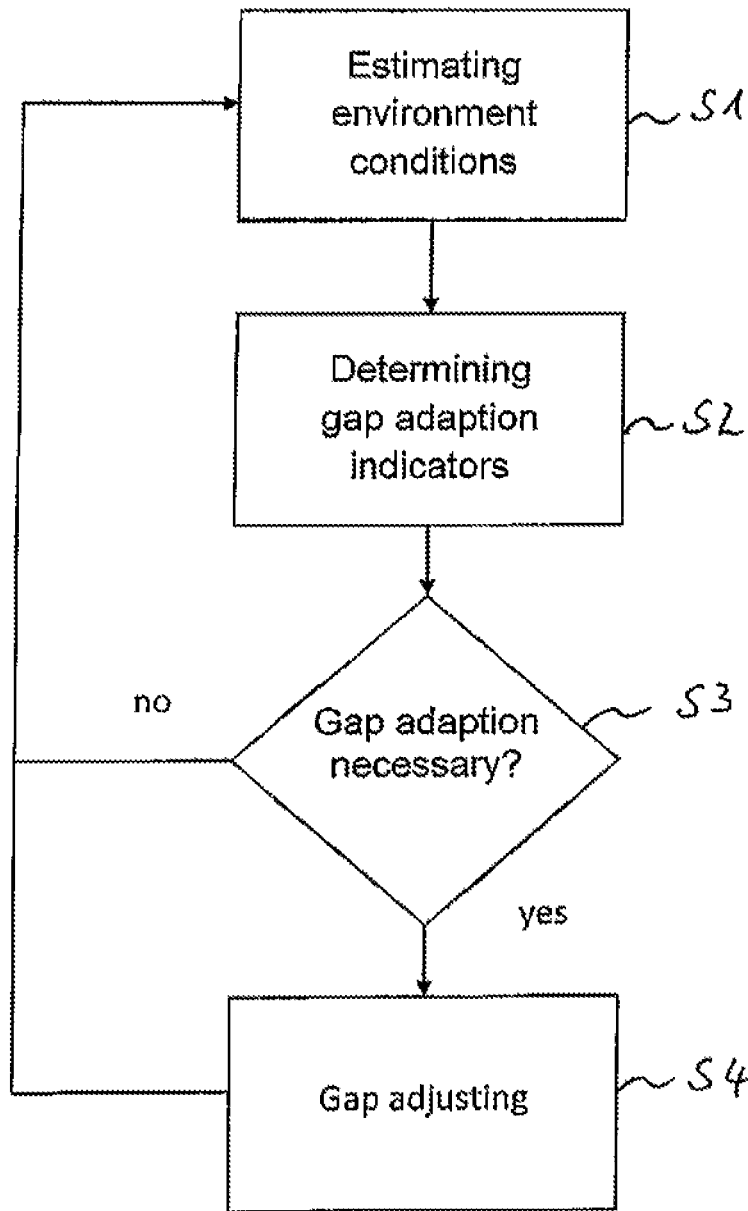 Estimating
environment
conditions
S1
Determining
gap adaption
indicators
S2
no
Gap adaption
necessary?
S3
yes
Gap adjusting
S4